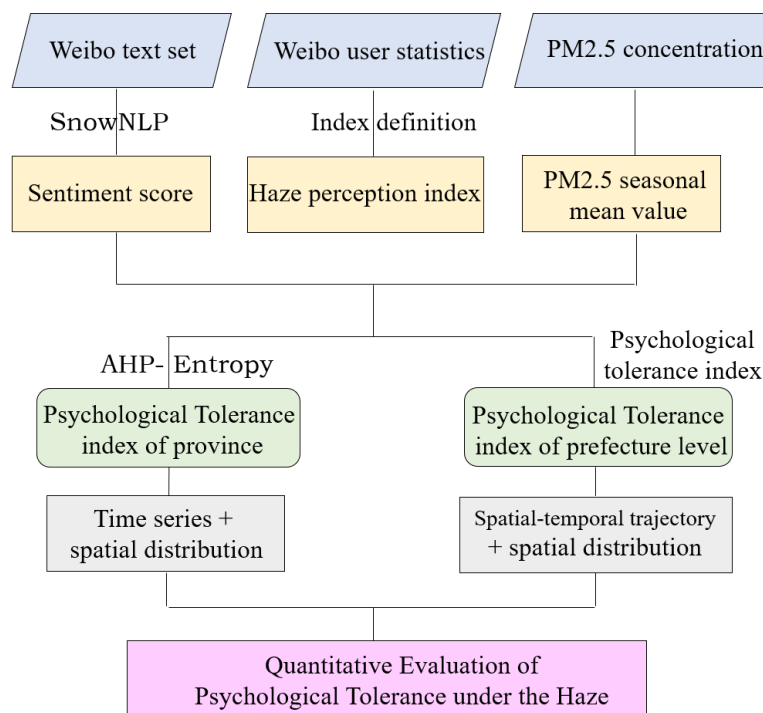 Weibo text set
Weibo user statistics
PM2.5 concentration
SnowNLP
Index definition
Sentiment score
Haze perception index
PM2.5 seasonal
mean value
AHP- Entropy
Psychological
tolerance index
Psychological Tolerance
index of province
Psychological Tolerance
index of prefecture level
Time series +
spatial distribution
Spatial-temporal trajectory
+ spatial distribution
Quantitative Evaluation of
Psychological Tolerance under the Haze